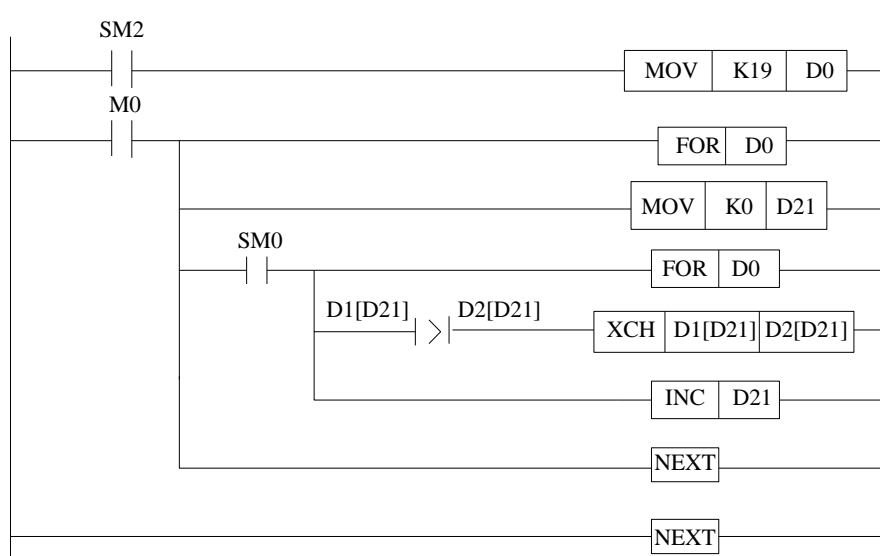 SM2
MOV K19 D0
M0
FOR D0
MOV K0 D21
SM0
FOR D0
D1[D21] > D2[D21]
XCH D1[D21] D2[D21]
INC D21
NEXT
NEXT